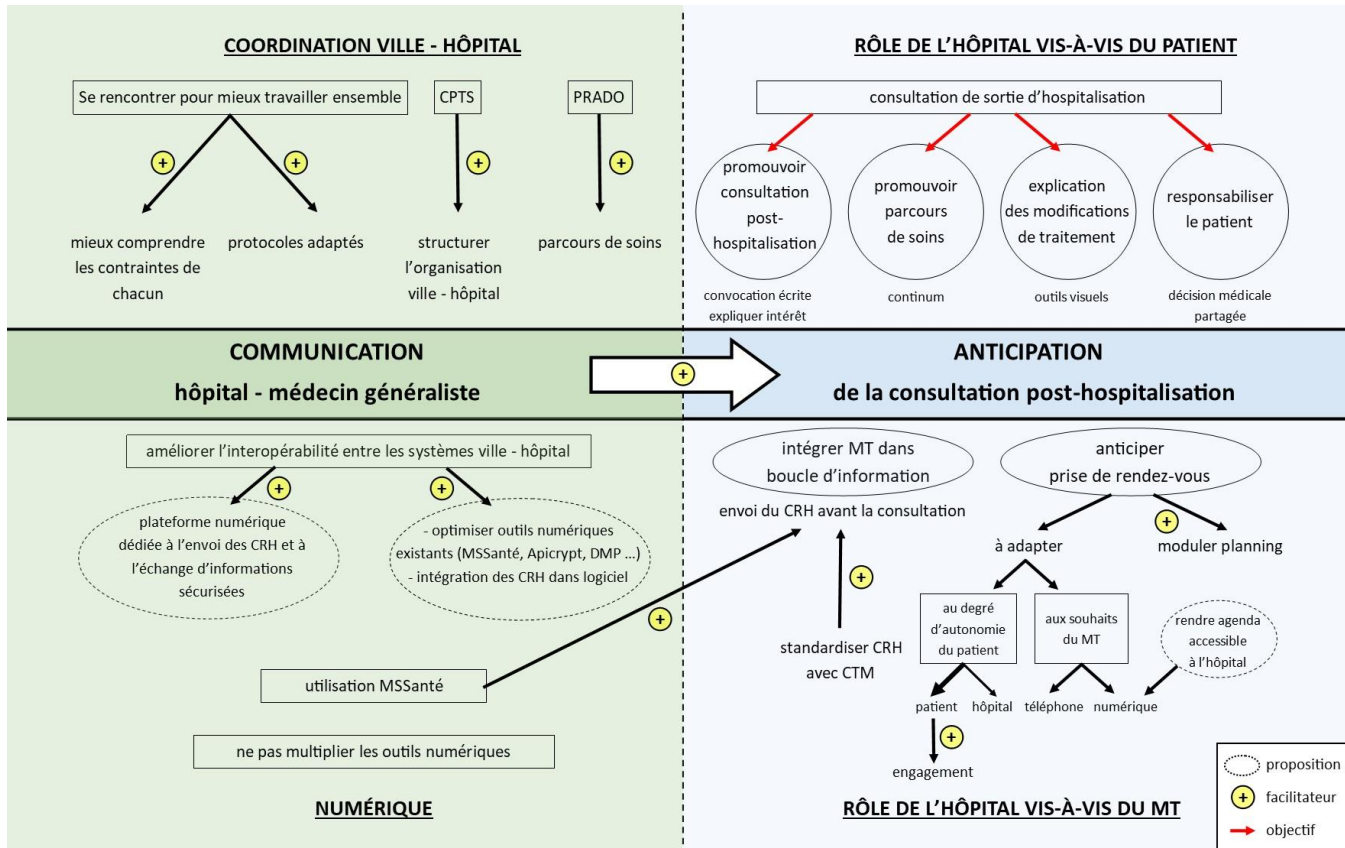 COORDINATION VILLE - HÔPITAL
Se rencontrer pour mieux travailler ensemble
CPTS
PRADO
+
+
+
+
mieux comprendre
les contraintes de
chacun
protocoles adaptés
structurer
l'organisation
ville - hôpital
parcours de soins
RÔLE DE L'HÔPITAL VIS-À-VIS DU PATIENT
consultation de sortie d'hospitalisation
promouvoir
consultation
post-
hospitalisation
promouvoir
parcours
de soins
explication
des modifications
de traitement
responsabiliser
le patient
convocation écrite
expliquer intérêt
continum
outils visuels
décision médicale
partagée
COMMUNICATION
hôpital - médecin généraliste
+
ANTICIPATION
de la consultation post-hospitalisation
améliorer l'interopérabilité entre les systèmes ville - hôpital
+
+
plateforme numérique
dédiée à l'envoi des CRH et à
l'échange d'informations
sécurisées
- optimiser outils numériques
existants (MSSanté, Apicrypt, DMP ...)
- intégration des CRH dans logiciel
+
utilisation MSSanté
ne pas multiplier les outils numériques
NUMÉRIQUE
intégrer MT dans
boucle d'information
envoi du CRH avant la consultation
+
standardiser CRH
avec CTM
anticiper
prise de rendez-vous
+
à adapter
moduler planning
au degré
d'autonomie
du patient
aux souhaits
du MT
rendre agenda
accessible
à l'hôpital
patient
hôpital
téléphone
numérique
+
engagement
RÔLE DE L'HÔPITAL VIS-À-VIS DU MT
proposition
+ facilitateur
objectif